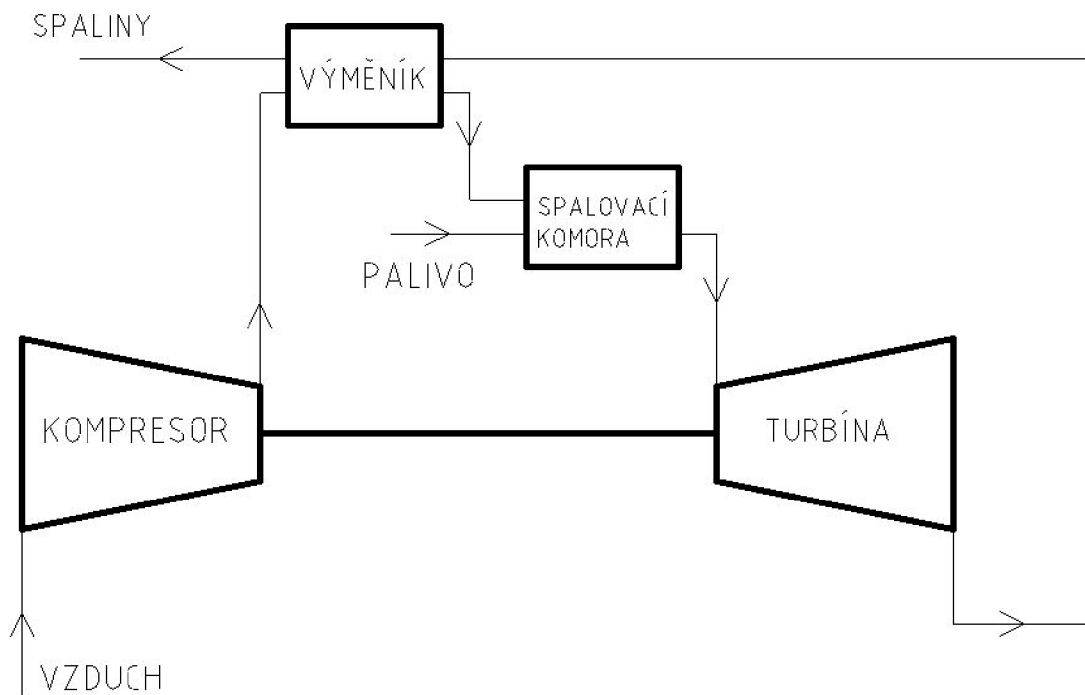 SPALINY
VÝMĚNÍK
SPALOVACÍ
KOMORA
PALIVO
KOMPRESOR
TURBÍNA
VZDUCH